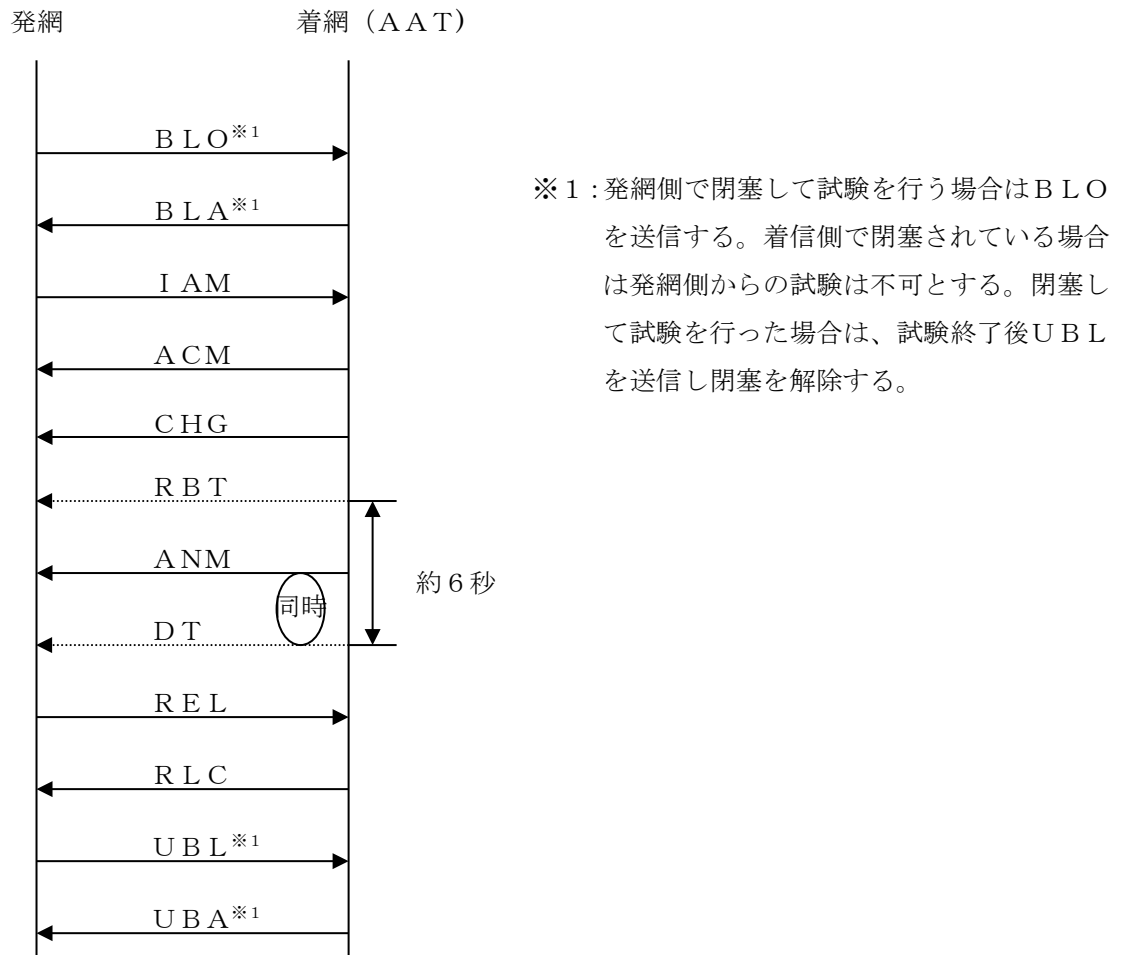 発網
着網（ＡＡＴ)
ＢＬＯ※1
ＢＬＡ※1
ＩＡＭ
ＡＣＭ
ＣＨＧ
ＲＢＴ
ＡＮＭ
同時
約６秒
ＤＴ
ＲＥＬ
ＲＬＣ
ＵＢＬ※1
ＵＢＡ※1
※１：発網側で閉塞して試験を行う場合はＢＬＯ
を送信する。着信側で閉塞されている場合
は発網側からの試験は不可とする。閉塞し
て試験を行った場合は、試験終了後ＵＢＬ
を送信し閉塞を解除する。